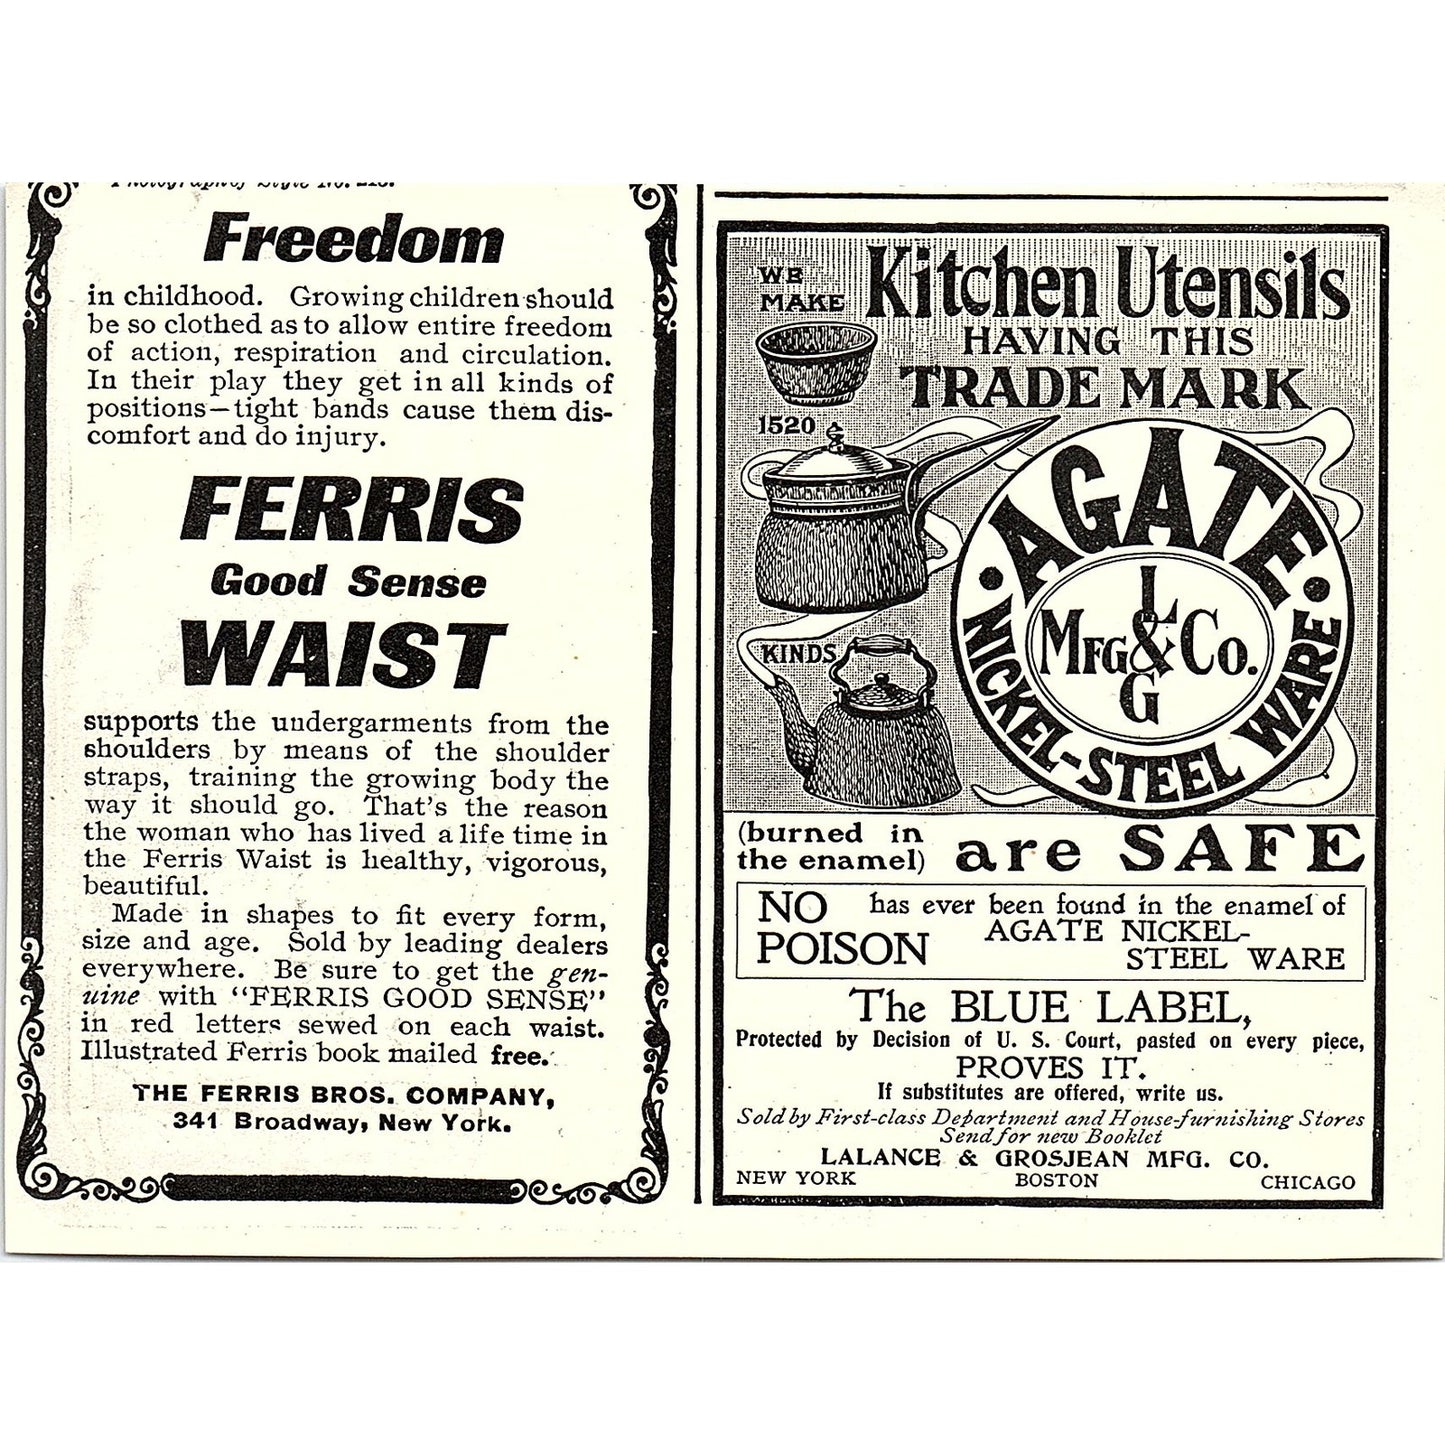 Photograph of Style No. 213.
Freedom
in childhood. Growing children should
be so clothed as to allow entire freedom
of action, respiration and circulation.
In their play they get in all kinds of
positions—tight bands cause them dis-
comfort and do injury.
FERRIS
Good Sense
WAIST
supports the undergarments from the
shoulders by means of the shoulder
straps, training the growing body the
way it should go. That's the reason
the woman who has lived a life time in
the Ferris Waist is healthy, vigorous,
beautiful.
Made in shapes to fit every form,
size and age. Sold by leading dealers
everywhere. Be sure to get the gen-
uine with "FERRIS GOOD SENSE"
in red letters sewed on each waist.
Illustrated Ferris book mailed free.
THE FERRIS BROS. COMPANY,
341 Broadway, New York.
WE
MAKE
Kitchen Utensils
HAVING THIS
TRADE MARK
1520
KINDS
• AGATE •
NICKEL-STEEL WARE
L
MFG & CO.
G
(burned in
the enamel)
are SAFE
NO
POISON
has ever been found in the enamel of
AGATE NICKEL-
STEEL WARE
The BLUE LABEL,
Protected by Decision of U. S. Court, pasted on every piece,
PROVES IT.
If substitutes are offered, write us.
Sold by First-class Department and House-furnishing Stores
Send for new Booklet
LALANCE & GROSJEAN MFG. CO.
NEW YORK BOSTON CHICAGO